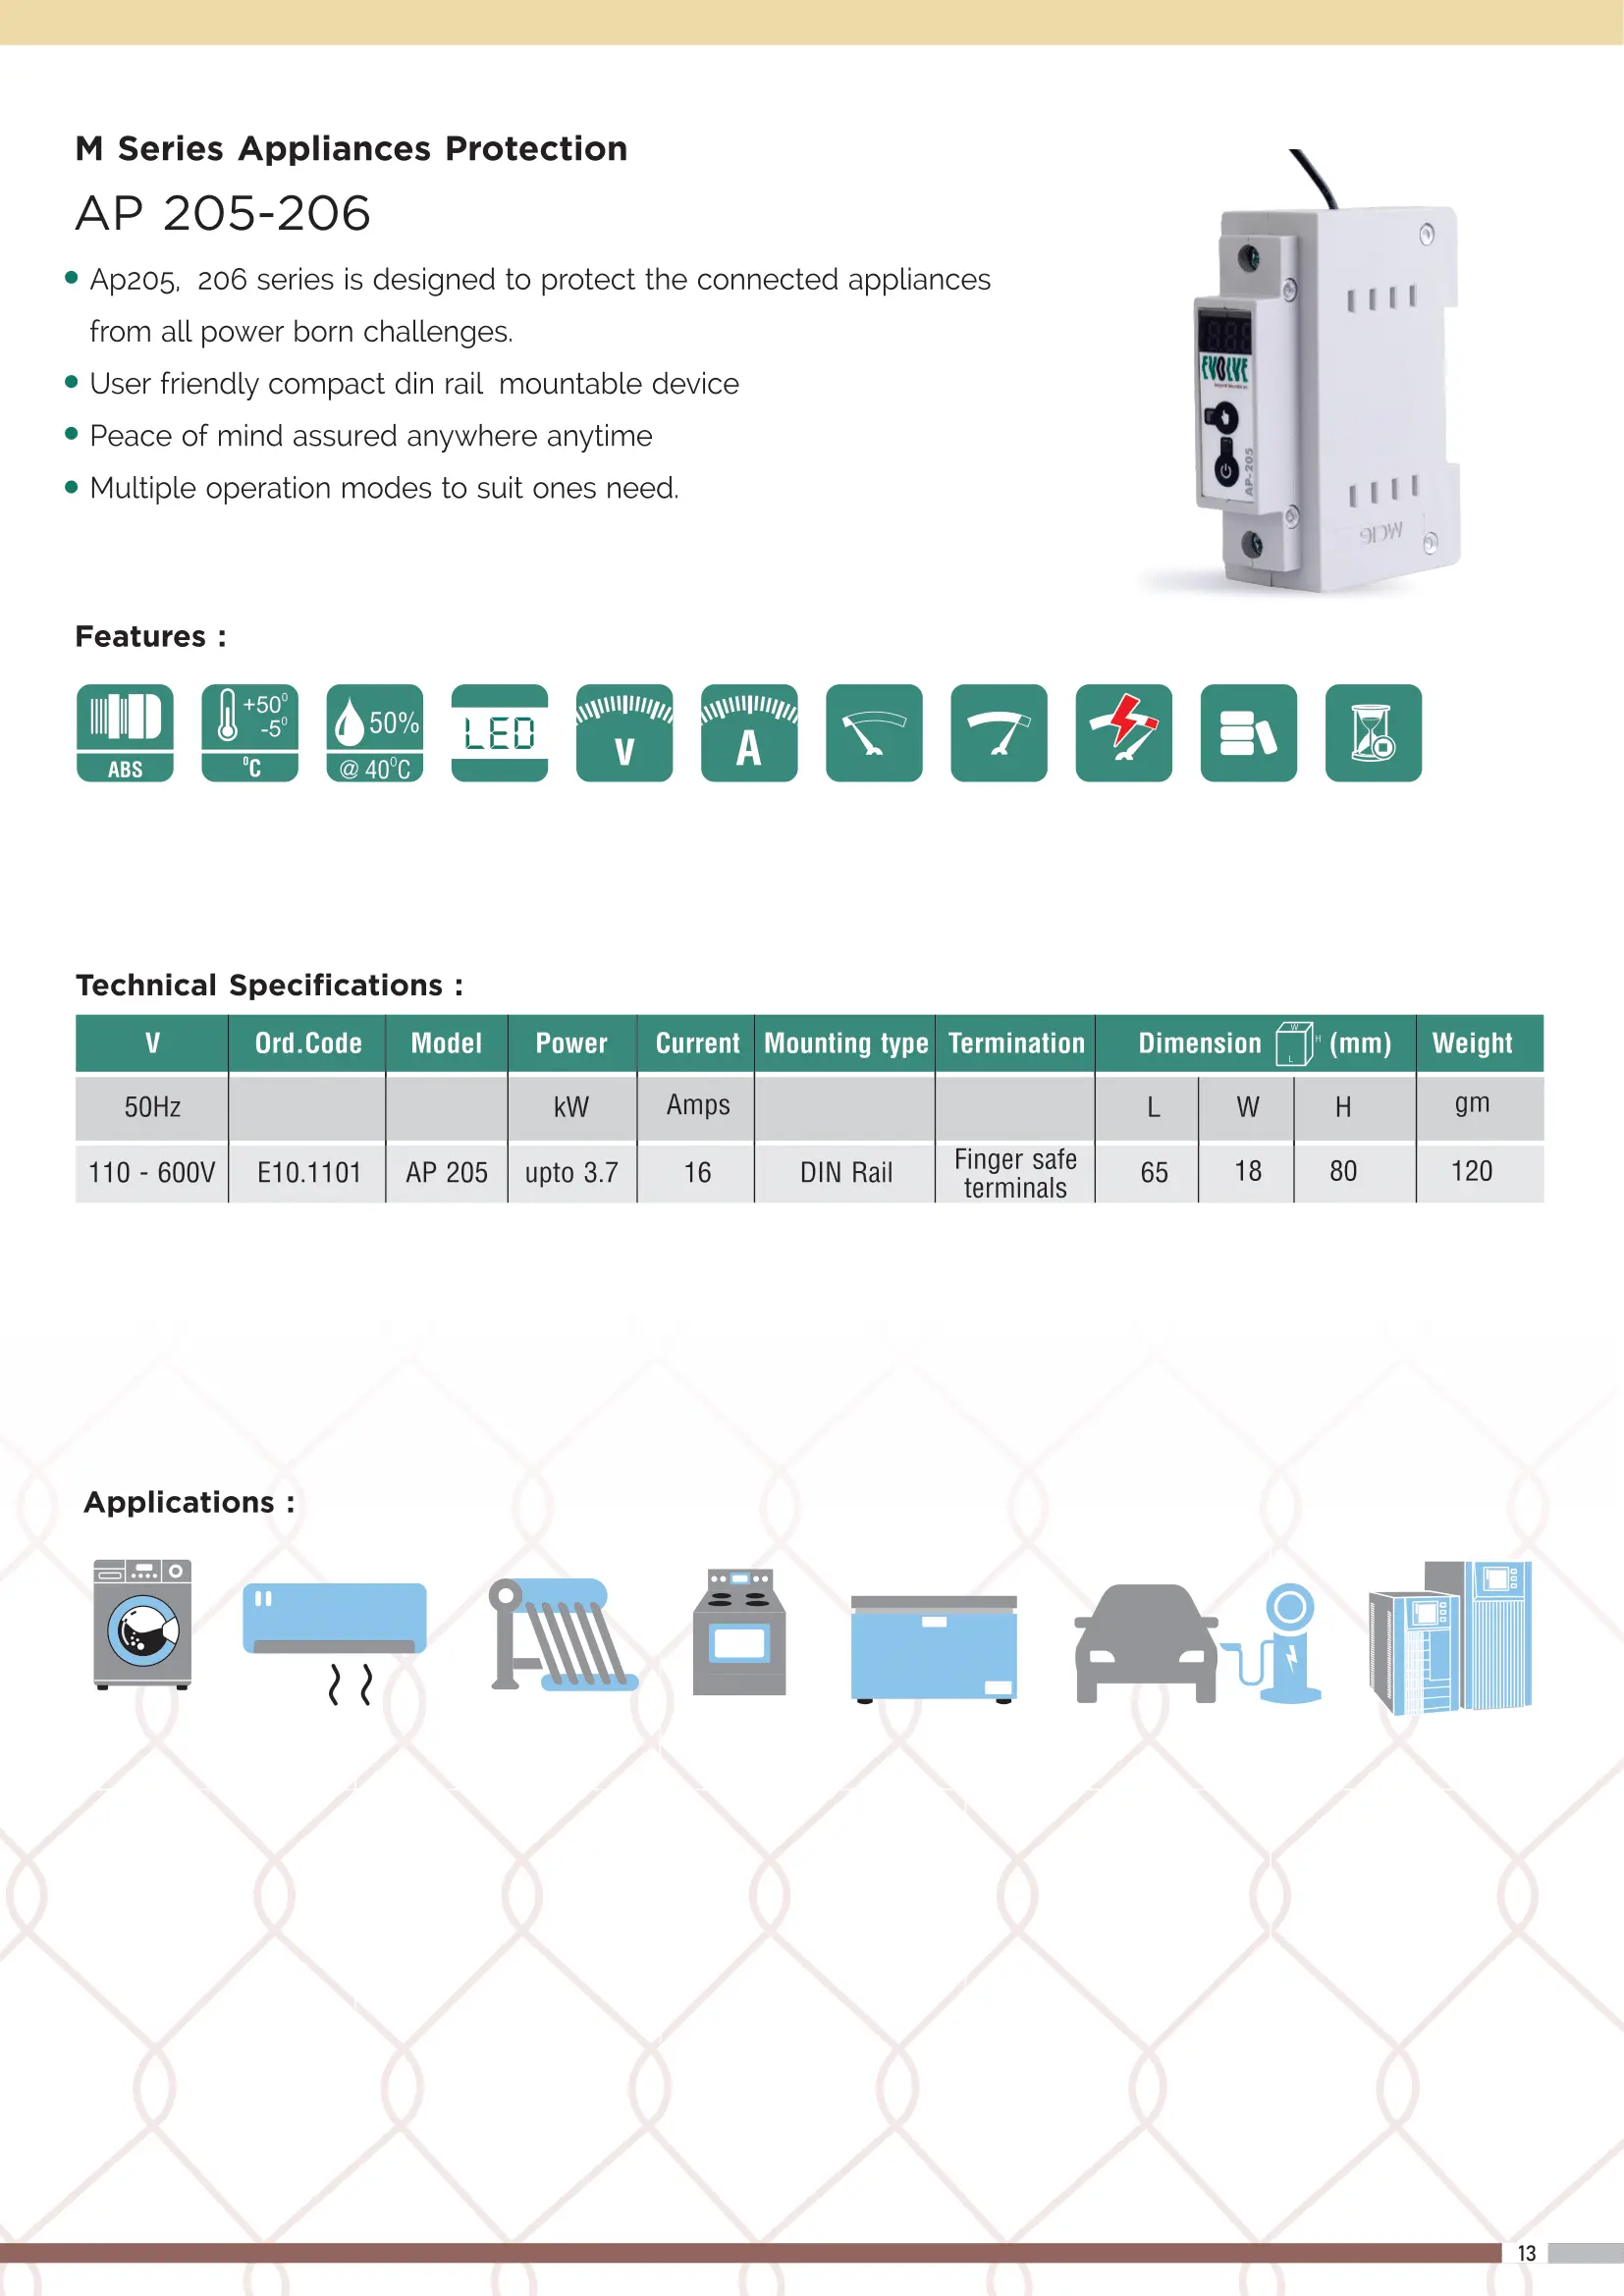 M Series Appliances Protection
AP 205-206
Ap205, 206 series is designed to protect the connected appliances
from all power born challenges.
User friendly compact din rail mountable device
Peace of mind assured anywhere anytime
Multiple operation modes to suit ones need.
EVOLVE
AP-205
Features :
+50⁰
-5⁰
50%
LED
V
A
ABS
⁰C
@ 40⁰C
Technical Specifications :
V Ord.Code Model Power Current Mounting type Termination Dimension W H L (mm) Weight
50Hz kW Amps L W H gm
110 - 600V E10.1101 AP 205 upto 3.7 16 DIN Rail Finger safe terminals 65 18 80 120
Applications :
13